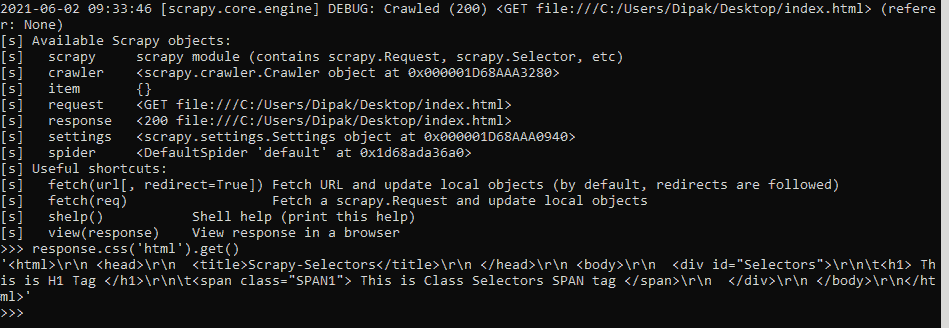 2021-06-02 09:33:46 [scrapy.core.engine] DEBUG: Crawled (200) <GET file:///C:/Users/Dipak/Desktop/index.html> (refere
r: None)
[s] Available Scrapy objects:
[s]   scrapy     scrapy module (contains scrapy.Request, scrapy.Selector, etc)
[s]   crawler    <scrapy.crawler.Crawler object at 0x000001D68AAA3280>
[s]   item       {}
[s]   request    <GET file:///C:/Users/Dipak/Desktop/index.html>
[s]   response   <200 file:///C:/Users/Dipak/Desktop/index.html>
[s]   settings   <scrapy.settings.Settings object at 0x000001D68AAA0940>
[s]   spider     <DefaultSpider 'default' at 0x1d68ada36a0>
[s] Useful shortcuts:
[s]   fetch(url[, redirect=True]) Fetch URL and update local objects (by default, redirects are followed)
[s]   fetch(req)                  Fetch a scrapy.Request and update local objects
[s]   shelp()           Shell help (print this help)
[s]   view(response)    View response in a browser
>>> response.css('html').get()
'<html>\r\n <head>\r\n  <title>Scrapy-Selectors</title>\r\n </head>\r\n <body>\r\n  <div id="Selectors">\r\n\t<h1> Th
is is H1 Tag </h1>\r\n\t<span class="SPAN1"> This is Class Selectors SPAN tag </span>\r\n  </div>\r\n </body>\r\n</ht
ml>'
>>>